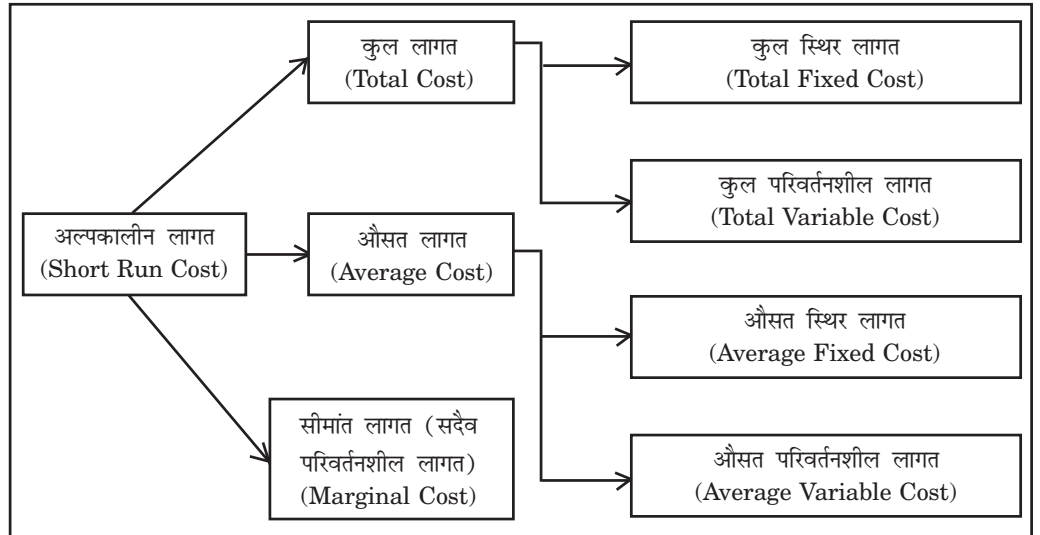 कुल लागत
(Total Cost)
कुल स्थिर लागत
(Total Fixed Cost)
कुल परिवर्तनशील लागत
(Total Variable Cost)
अल्पकालीन लागत
(Short Run Cost)
औसत लागत
(Average Cost)
औसत स्थिर लागत
(Average Fixed Cost)
सीमांत लागत (सदैव
परिवर्तनशील लागत)
(Marginal Cost)
औसत परिवर्तनशील लागत
(Average Variable Cost)